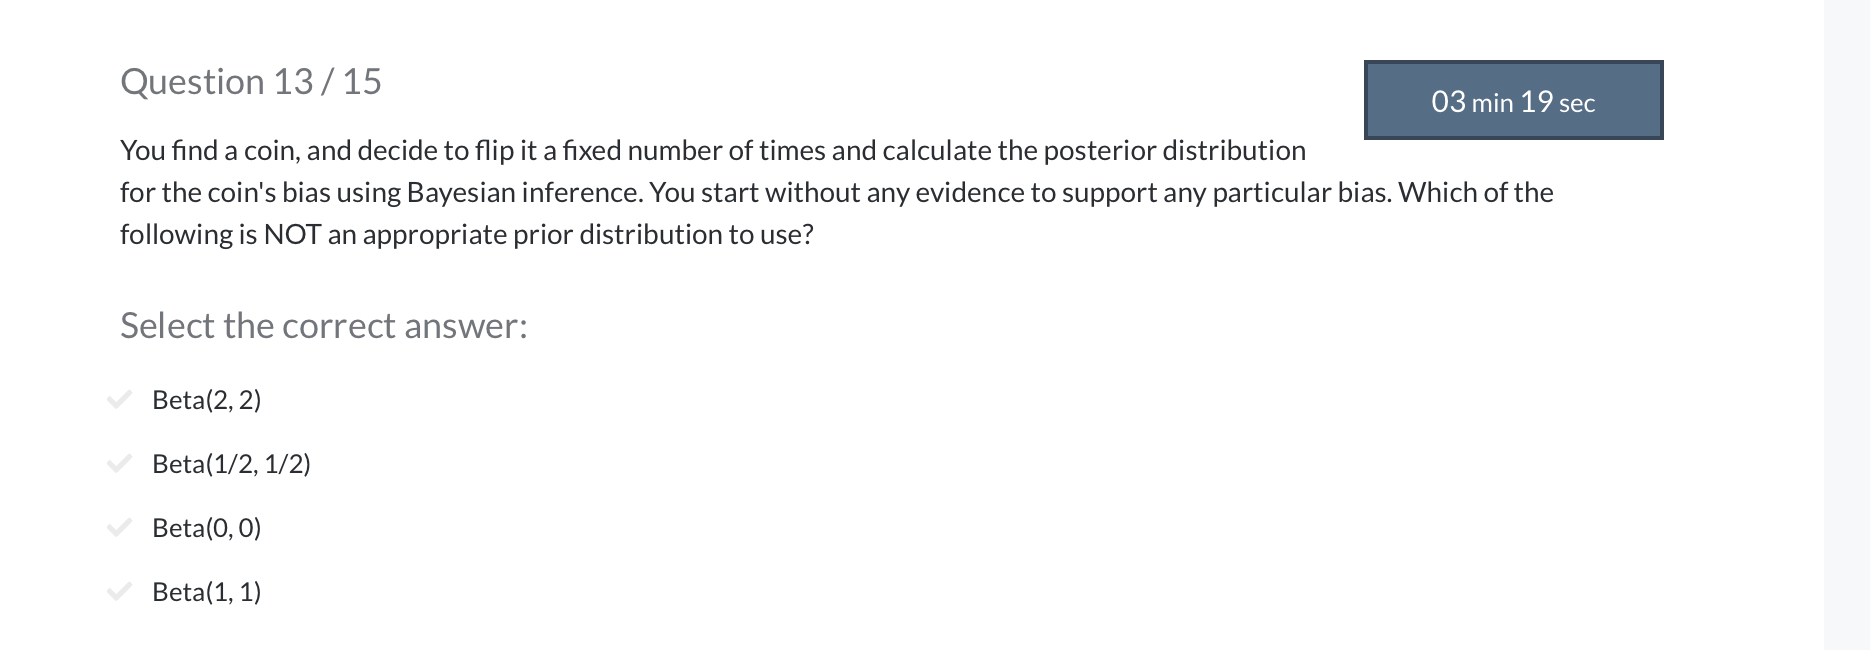 Question 13 / 15
03 min 19 sec
You find a coin, and decide to flip it a fixed number of times and calculate the posterior distribution
for the coin's bias using Bayesian inference. You start without any evidence to support any particular bias. Which of the
following is NOT an appropriate prior distribution to use?
Select the correct answer:
Beta(2, 2)
Beta(1/2, 1/2)
Beta(0, 0)
Beta(1, 1)